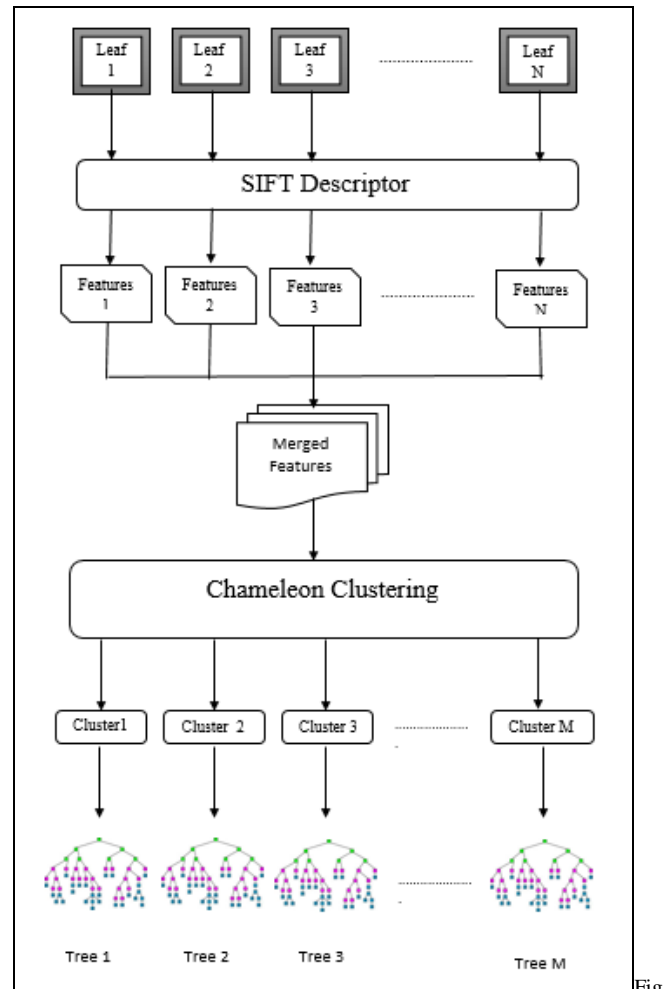 Leaf 1
Leaf 2
Leaf 3
Leaf N
SIFT Descriptor
Features 1
Features 2
Features 3
Features N
Merged
Features
Chameleon Clustering
Cluster1
Cluster 2
Cluster 3
Cluster M
Tree 1
Tree 2
Tree 3
Tree M
Fig